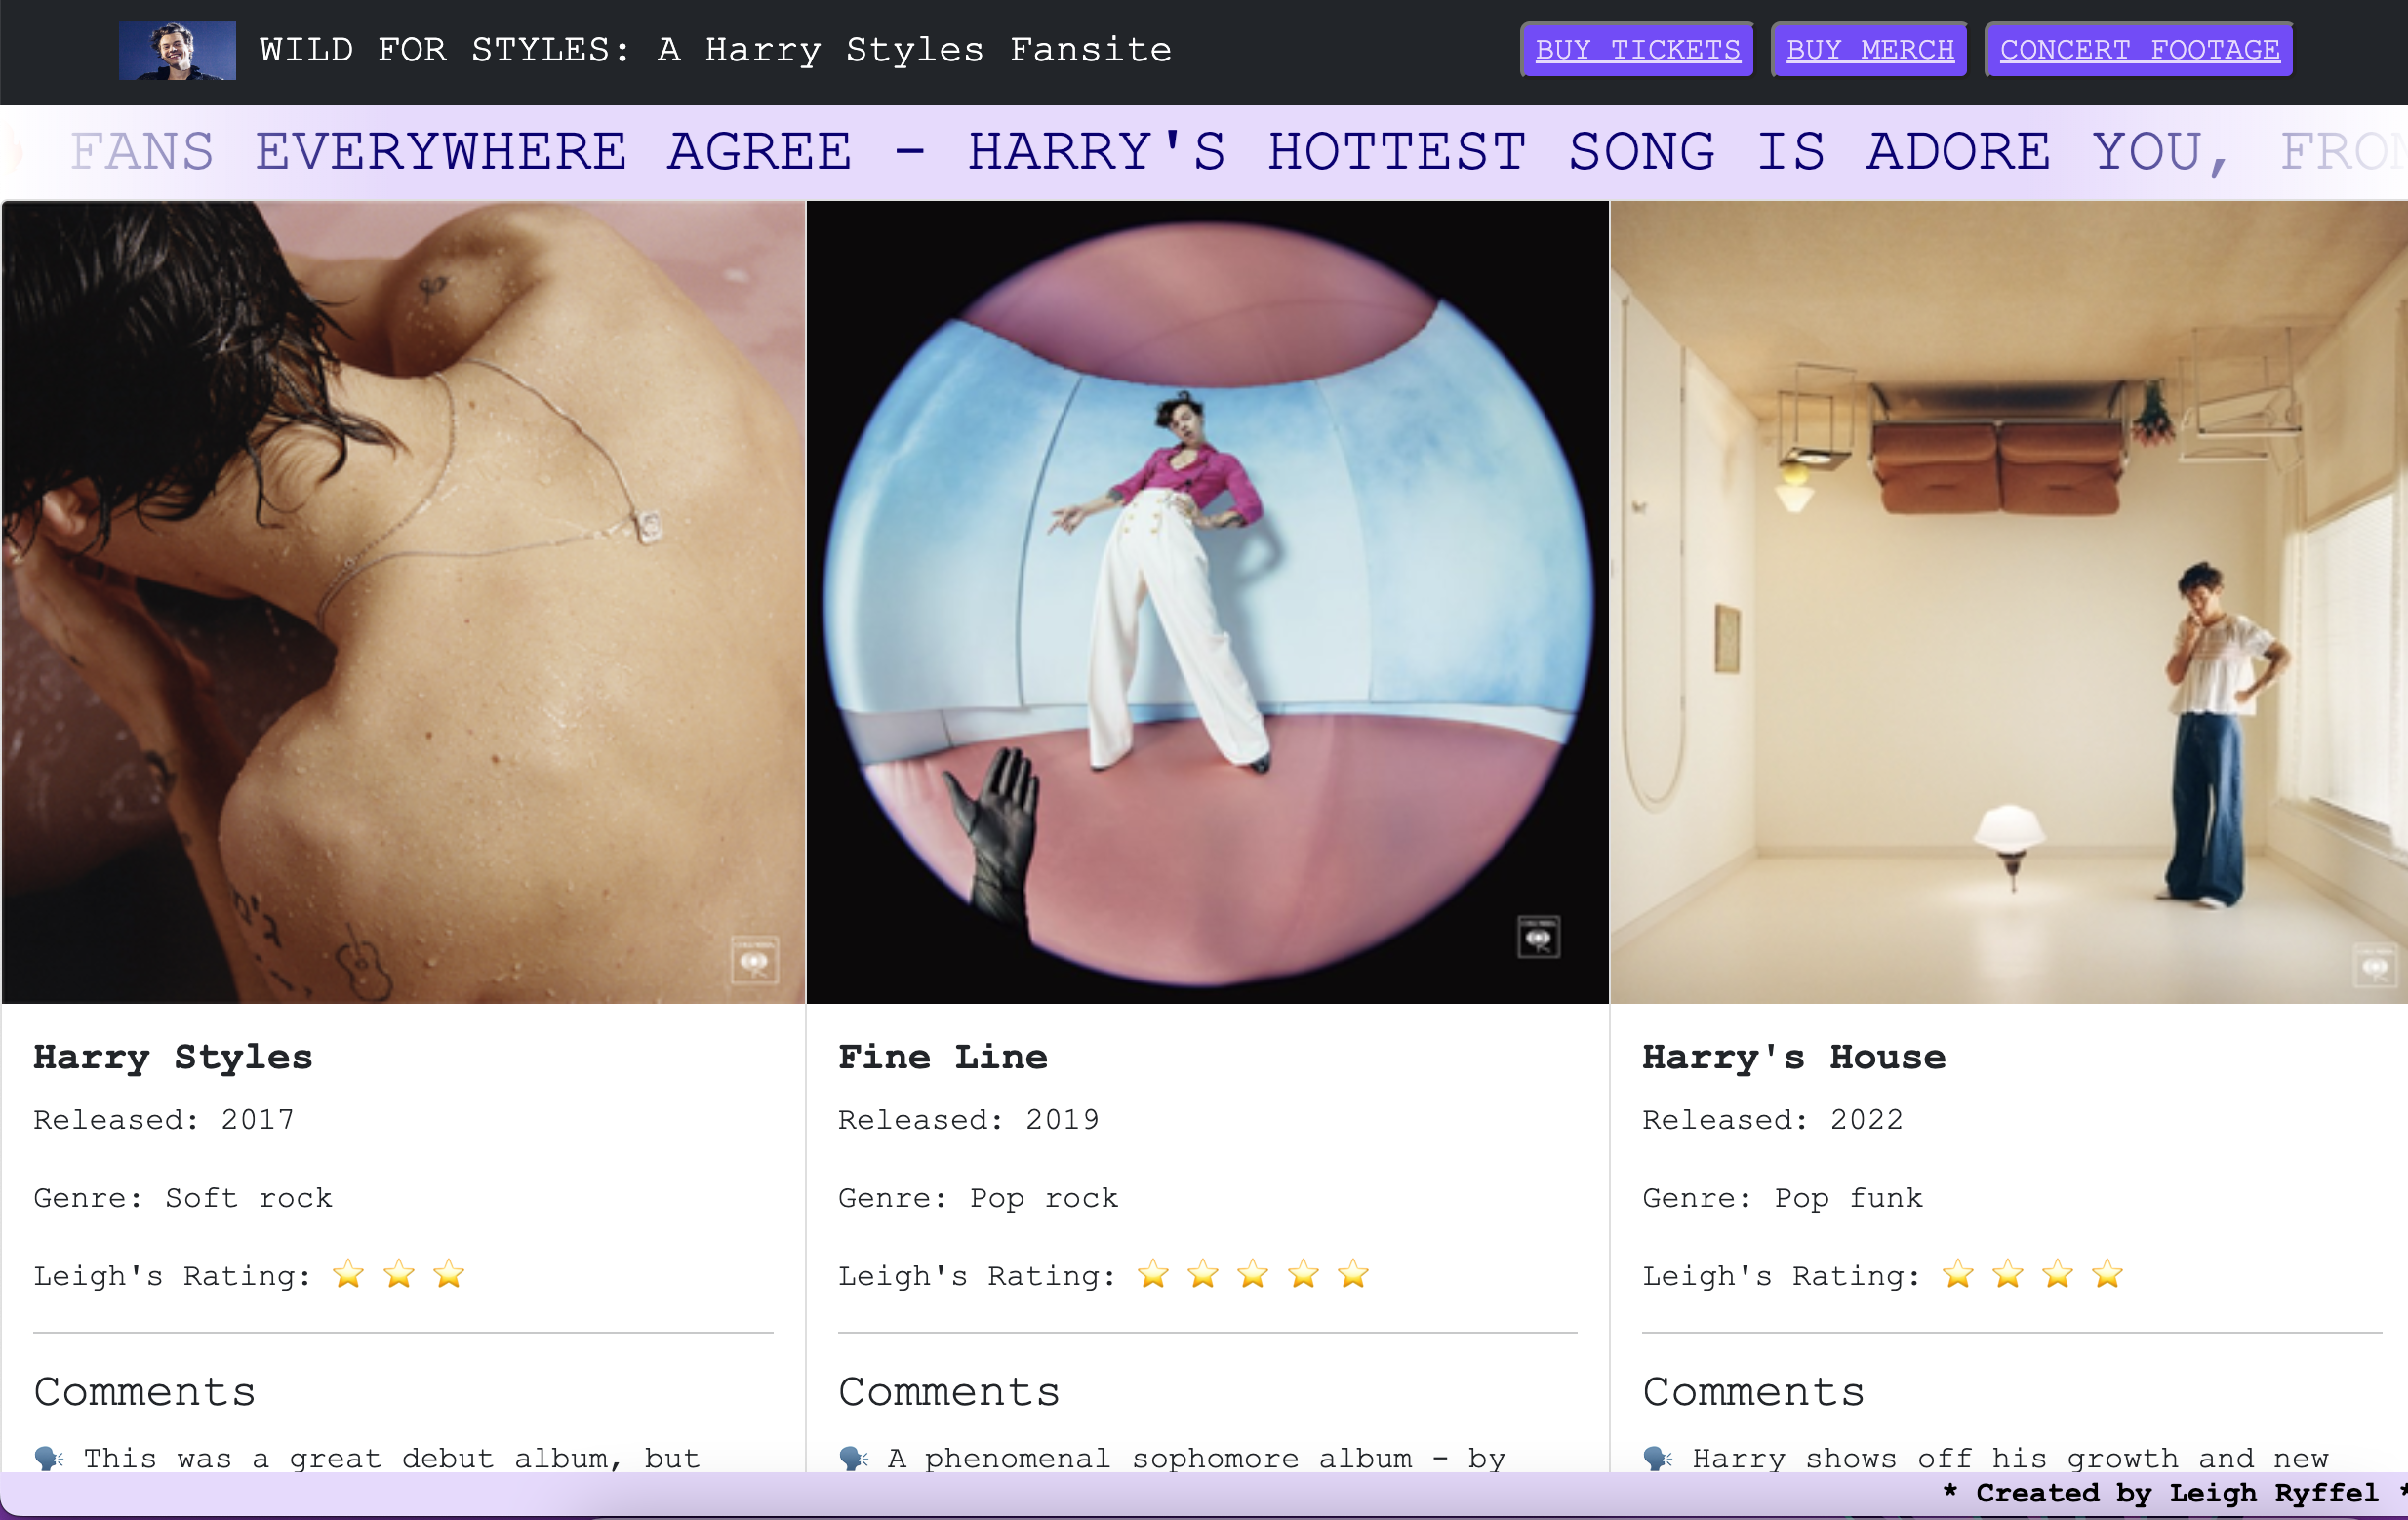 WILD FOR STYLES: A Harry Styles Fansite
BUY TICKETS
BUY MERCH
CONCERT FOOTAGE
FANS EVERYWHERE AGREE - HARRY'S HOTTEST SONG IS ADORE YOU, FROM
Harry Styles
Released: 2017
Genre: Soft rock
Leigh's Rating: ⭐ ⭐ ⭐
Comments
🗣 This was a great debut album, but
Fine Line
Released: 2019
Genre: Pop rock
Leigh's Rating: ⭐ ⭐ ⭐ ⭐ ⭐
Comments
🗣 A phenomenal sophomore album - by
Harry's House
Released: 2022
Genre: Pop funk
Leigh's Rating: ⭐ ⭐ ⭐ ⭐
Comments
🗣 Harry shows off his growth and new
* Created by Leigh Ryffel *